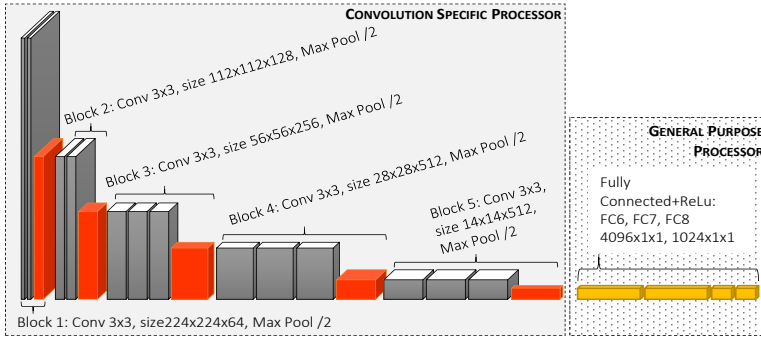 CONVOLUTION SPECIFIC PROCESSOR
Block 2: Conv 3x3, size 112x112x128, Max Pool /2
Block 3: Conv 3x3, size 56x56x256, Max Pool /2
Block 4: Conv 3x3, size 28x28x512, Max Pool /2
Block 5: Conv 3x3,
size 14x14x512,
Max Pool /2
Block 1: Conv 3x3, size224x224x64, Max Pool /2
GENERAL PURPOSE
PROCESSOR
Fully
Connected+ReLu:
FC6, FC7, FC8
4096x1x1, 1024x1x1